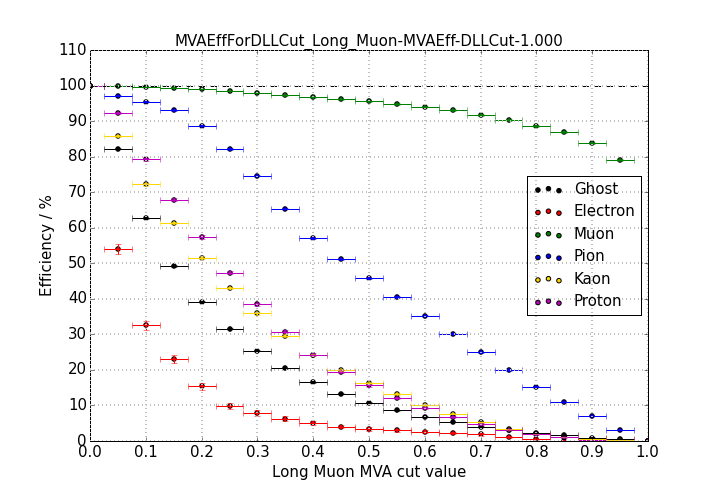 MVAEffForDLLCut_Long_Muon-MVAEff-DLLCut-1.000
110
100
90
80
70
60
50
40
30
20
10
0
Efficiency / %
Ghost
Electron
Muon
Pion
Kaon
Proton
0.0 0.1 0.2 0.3 0.4 0.5 0.6 0.7 0.8 0.9 1.0
Long Muon MVA cut value